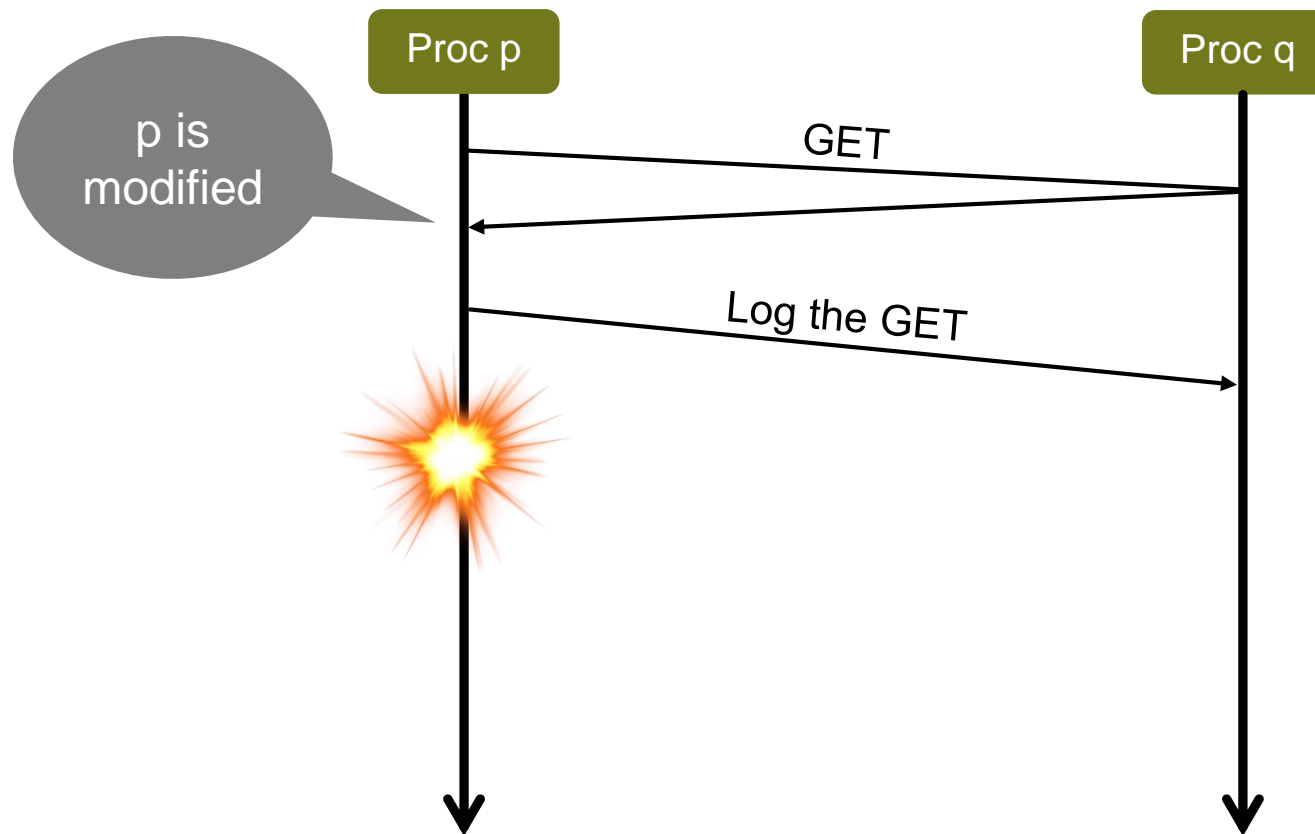 Proc p
Proc q
p is
modified
GET
Log the GET